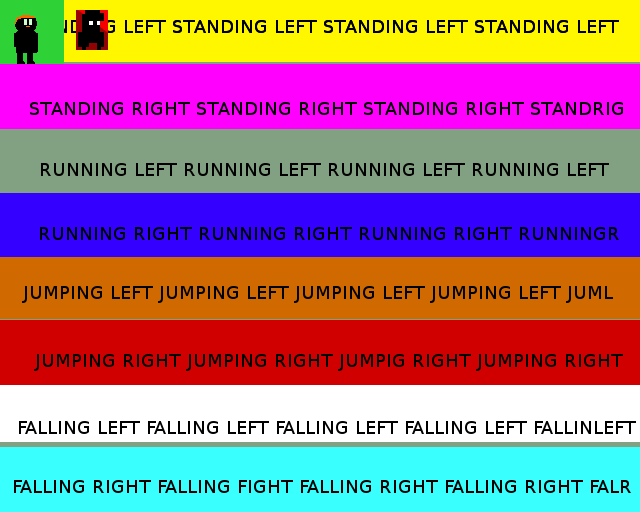 LEFT STANDING LEFT STANDING LEFT STANDING LEFT
STANDING RIGHT STANDING RIGHT STANDING RIGHT STANDRIG
RUNNING LEFT RUNNING LEFT RUNNING LEFT RUNNING LEFT
RUNNING RIGHT RUNNING RIGHT RUNNING RIGHT RUNNINGR
JUMPING LEFT JUMPING LEFT JUMPING LEFT JUMPING LEFT JUML
JUMPING RIGHT JUMPING RIGHT JUMPIG RIGHT JUMPING RIGHT
FALLING LEFT FALLING LEFT FALLING LEFT FALLING LEFT FALLINLEFT
FALLING RIGHT FALLING FIGHT FALLING RIGHT FALLING RIGHT FALR